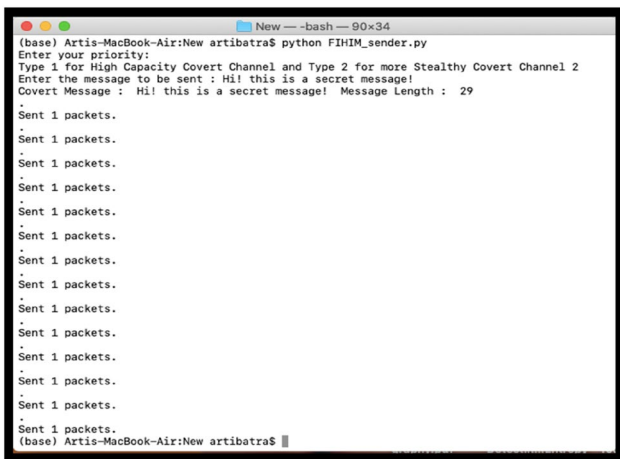 New — -bash — 90×34
(base) Artis-MacBook-Air:New artibatra$ python FIHIM_sender.py
Enter your priority:
Type 1 for High Capacity Covert Channel and Type 2 for more Stealthy Covert Channel 2
Enter the message to be sent : Hi! this is a secret message!
Covert Message :  Hi! this is a secret message!  Message Length :  29
.
Sent 1 packets.
.
Sent 1 packets.
.
Sent 1 packets.
.
Sent 1 packets.
.
Sent 1 packets.
.
Sent 1 packets.
.
Sent 1 packets.
.
Sent 1 packets.
.
Sent 1 packets.
.
Sent 1 packets.
.
Sent 1 packets.
.
Sent 1 packets.
.
Sent 1 packets.
.
Sent 1 packets.
(base) Artis-MacBook-Air:New artibatra$